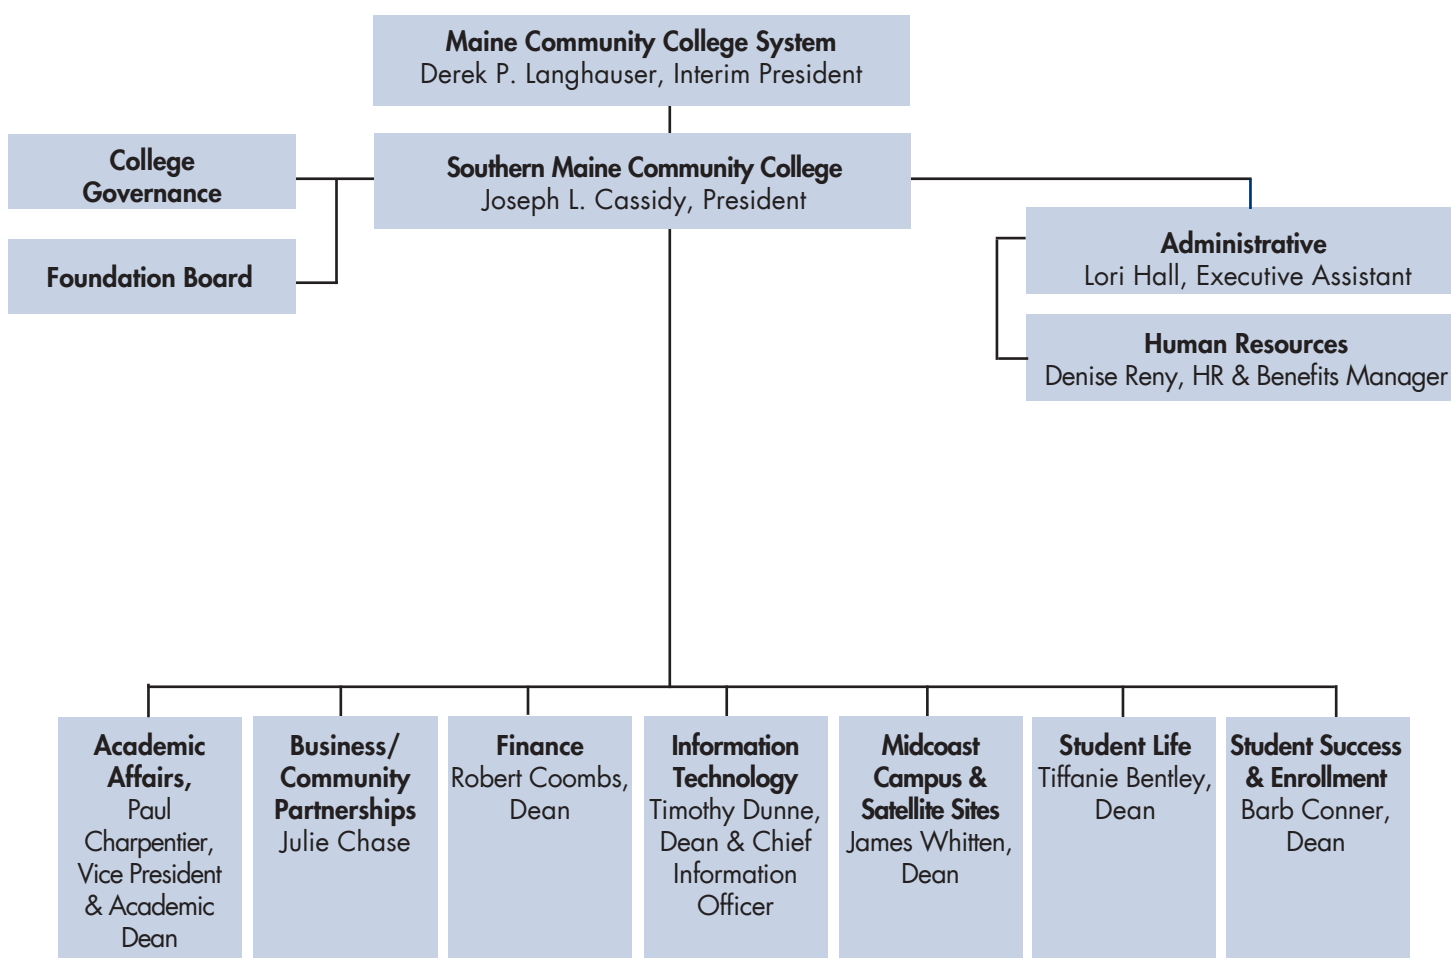 Maine Community College System
Derek P. Langhauser, Interim President
College
Governance
Southern Maine Community College
Joseph L. Cassidy, President
Foundation Board
Administrative
Lori Hall, Executive Assistant
Human Resources
Denise Reny, HR & Benefits Manager
Academic
Affairs,
Paul
Charpentier,
Vice President
& Academic
Dean
Business/
Community
Partnerships
Julie Chase
Finance
Robert Coombs,
Dean
Information
Technology
Timothy Dunne,
Dean & Chief
Information
Officer
Midcoast
Campus &
Satellite Sites
James Whitten,
Dean
Student Life
Tiffanie Bentley,
Dean
Student Success
& Enrollment
Barb Conner,
Dean